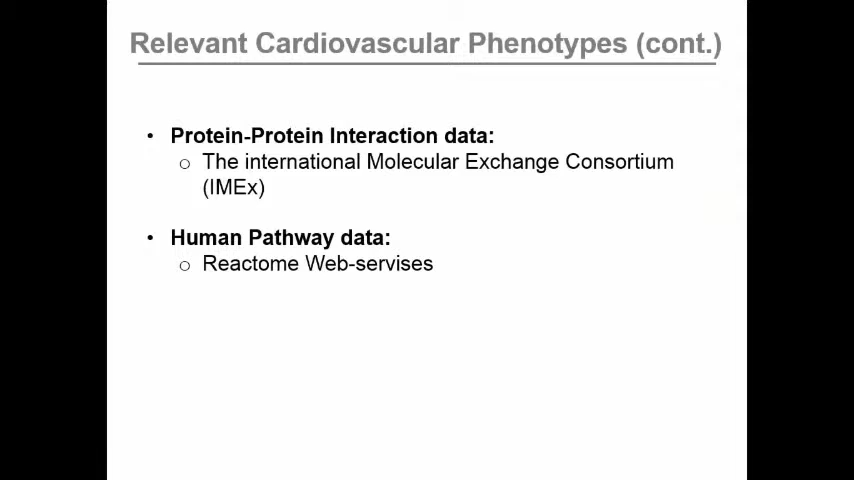 Relevant Cardiovascular Phenotypes (cont.)
• Protein-Protein Interaction data:
o The international Molecular Exchange Consortium
(IMEx)
• Human Pathway data:
o Reactome Web-servises